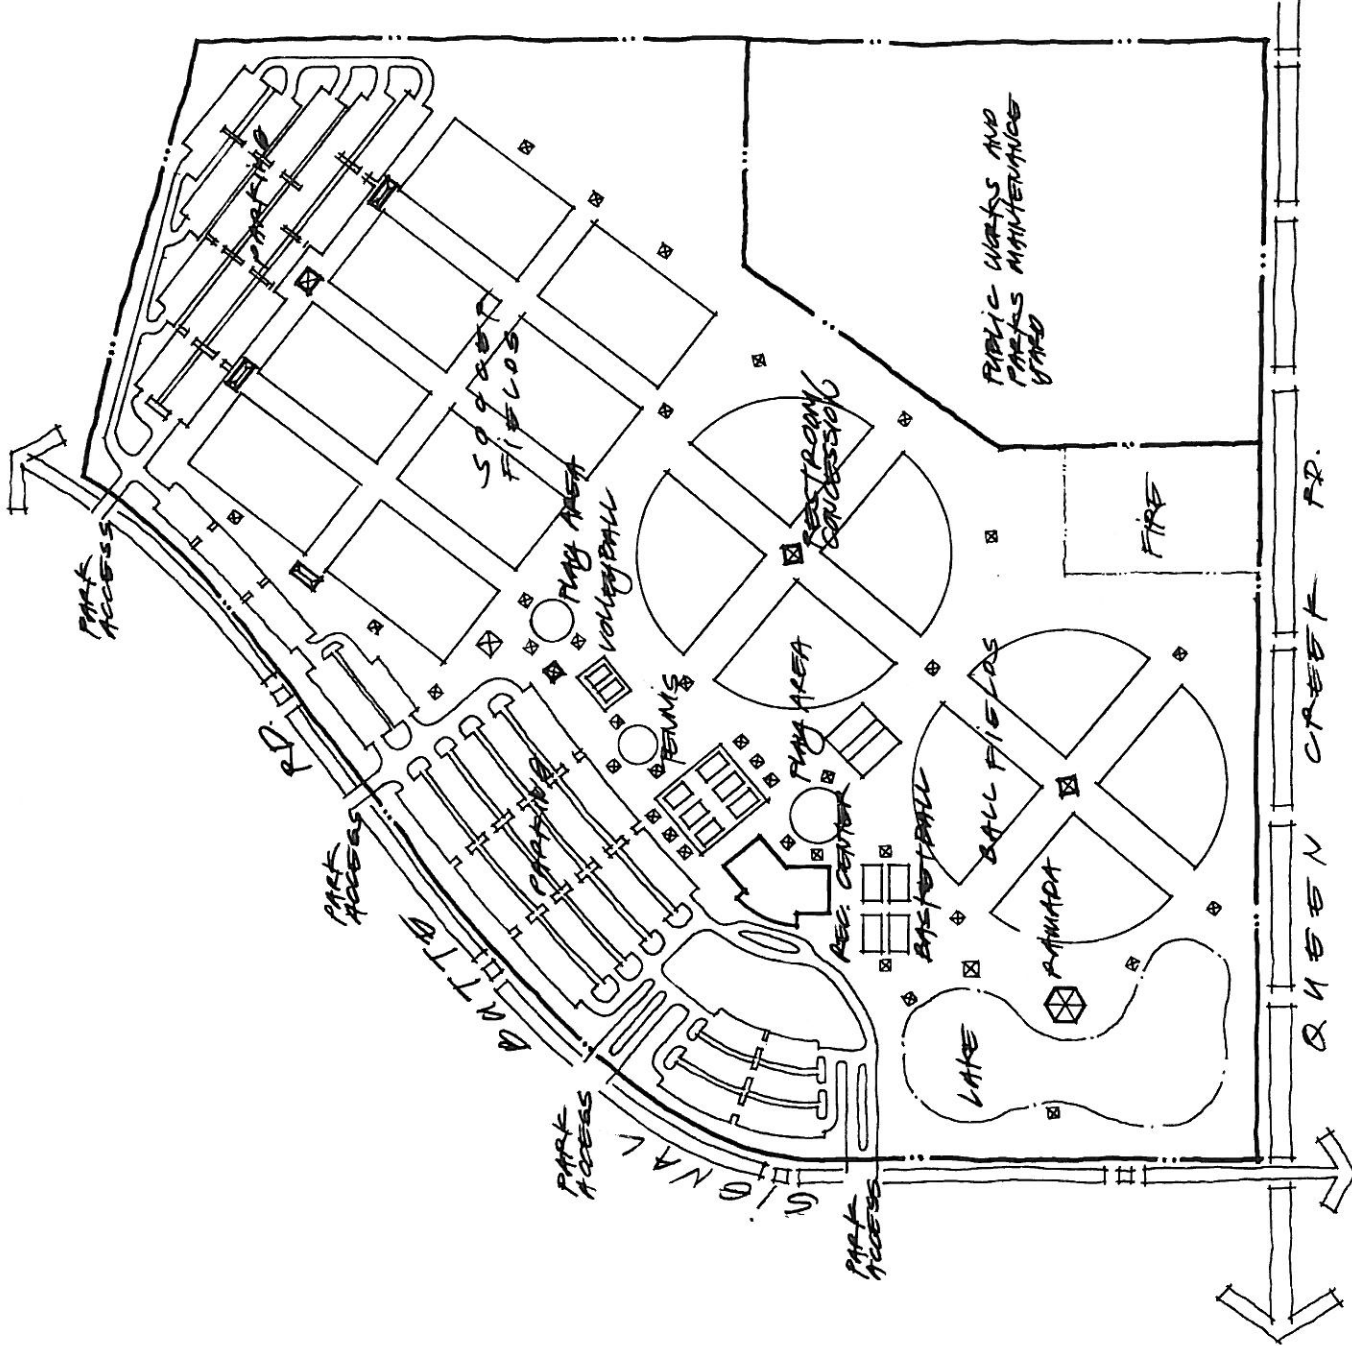 PARKING
SOCCER
FIELDS
PUBLIC WORKS AND
PARKS MAINTENANCE
YARD
PARK
ACCESS
PLAY AREA
VOLLEYBALL
RESTROOM/
CONCESSION
FIRE
TENNIS
PARKING
PARK
ACCESS
PLAY AREA
REC. CENTER
BASKETBALL
BALL FIELDS
RAMADA
LAKE
PARK
ACCESS
PARK
ACCESS
SIGNAL BUTTE RD.
QUEEN CREEK RD.